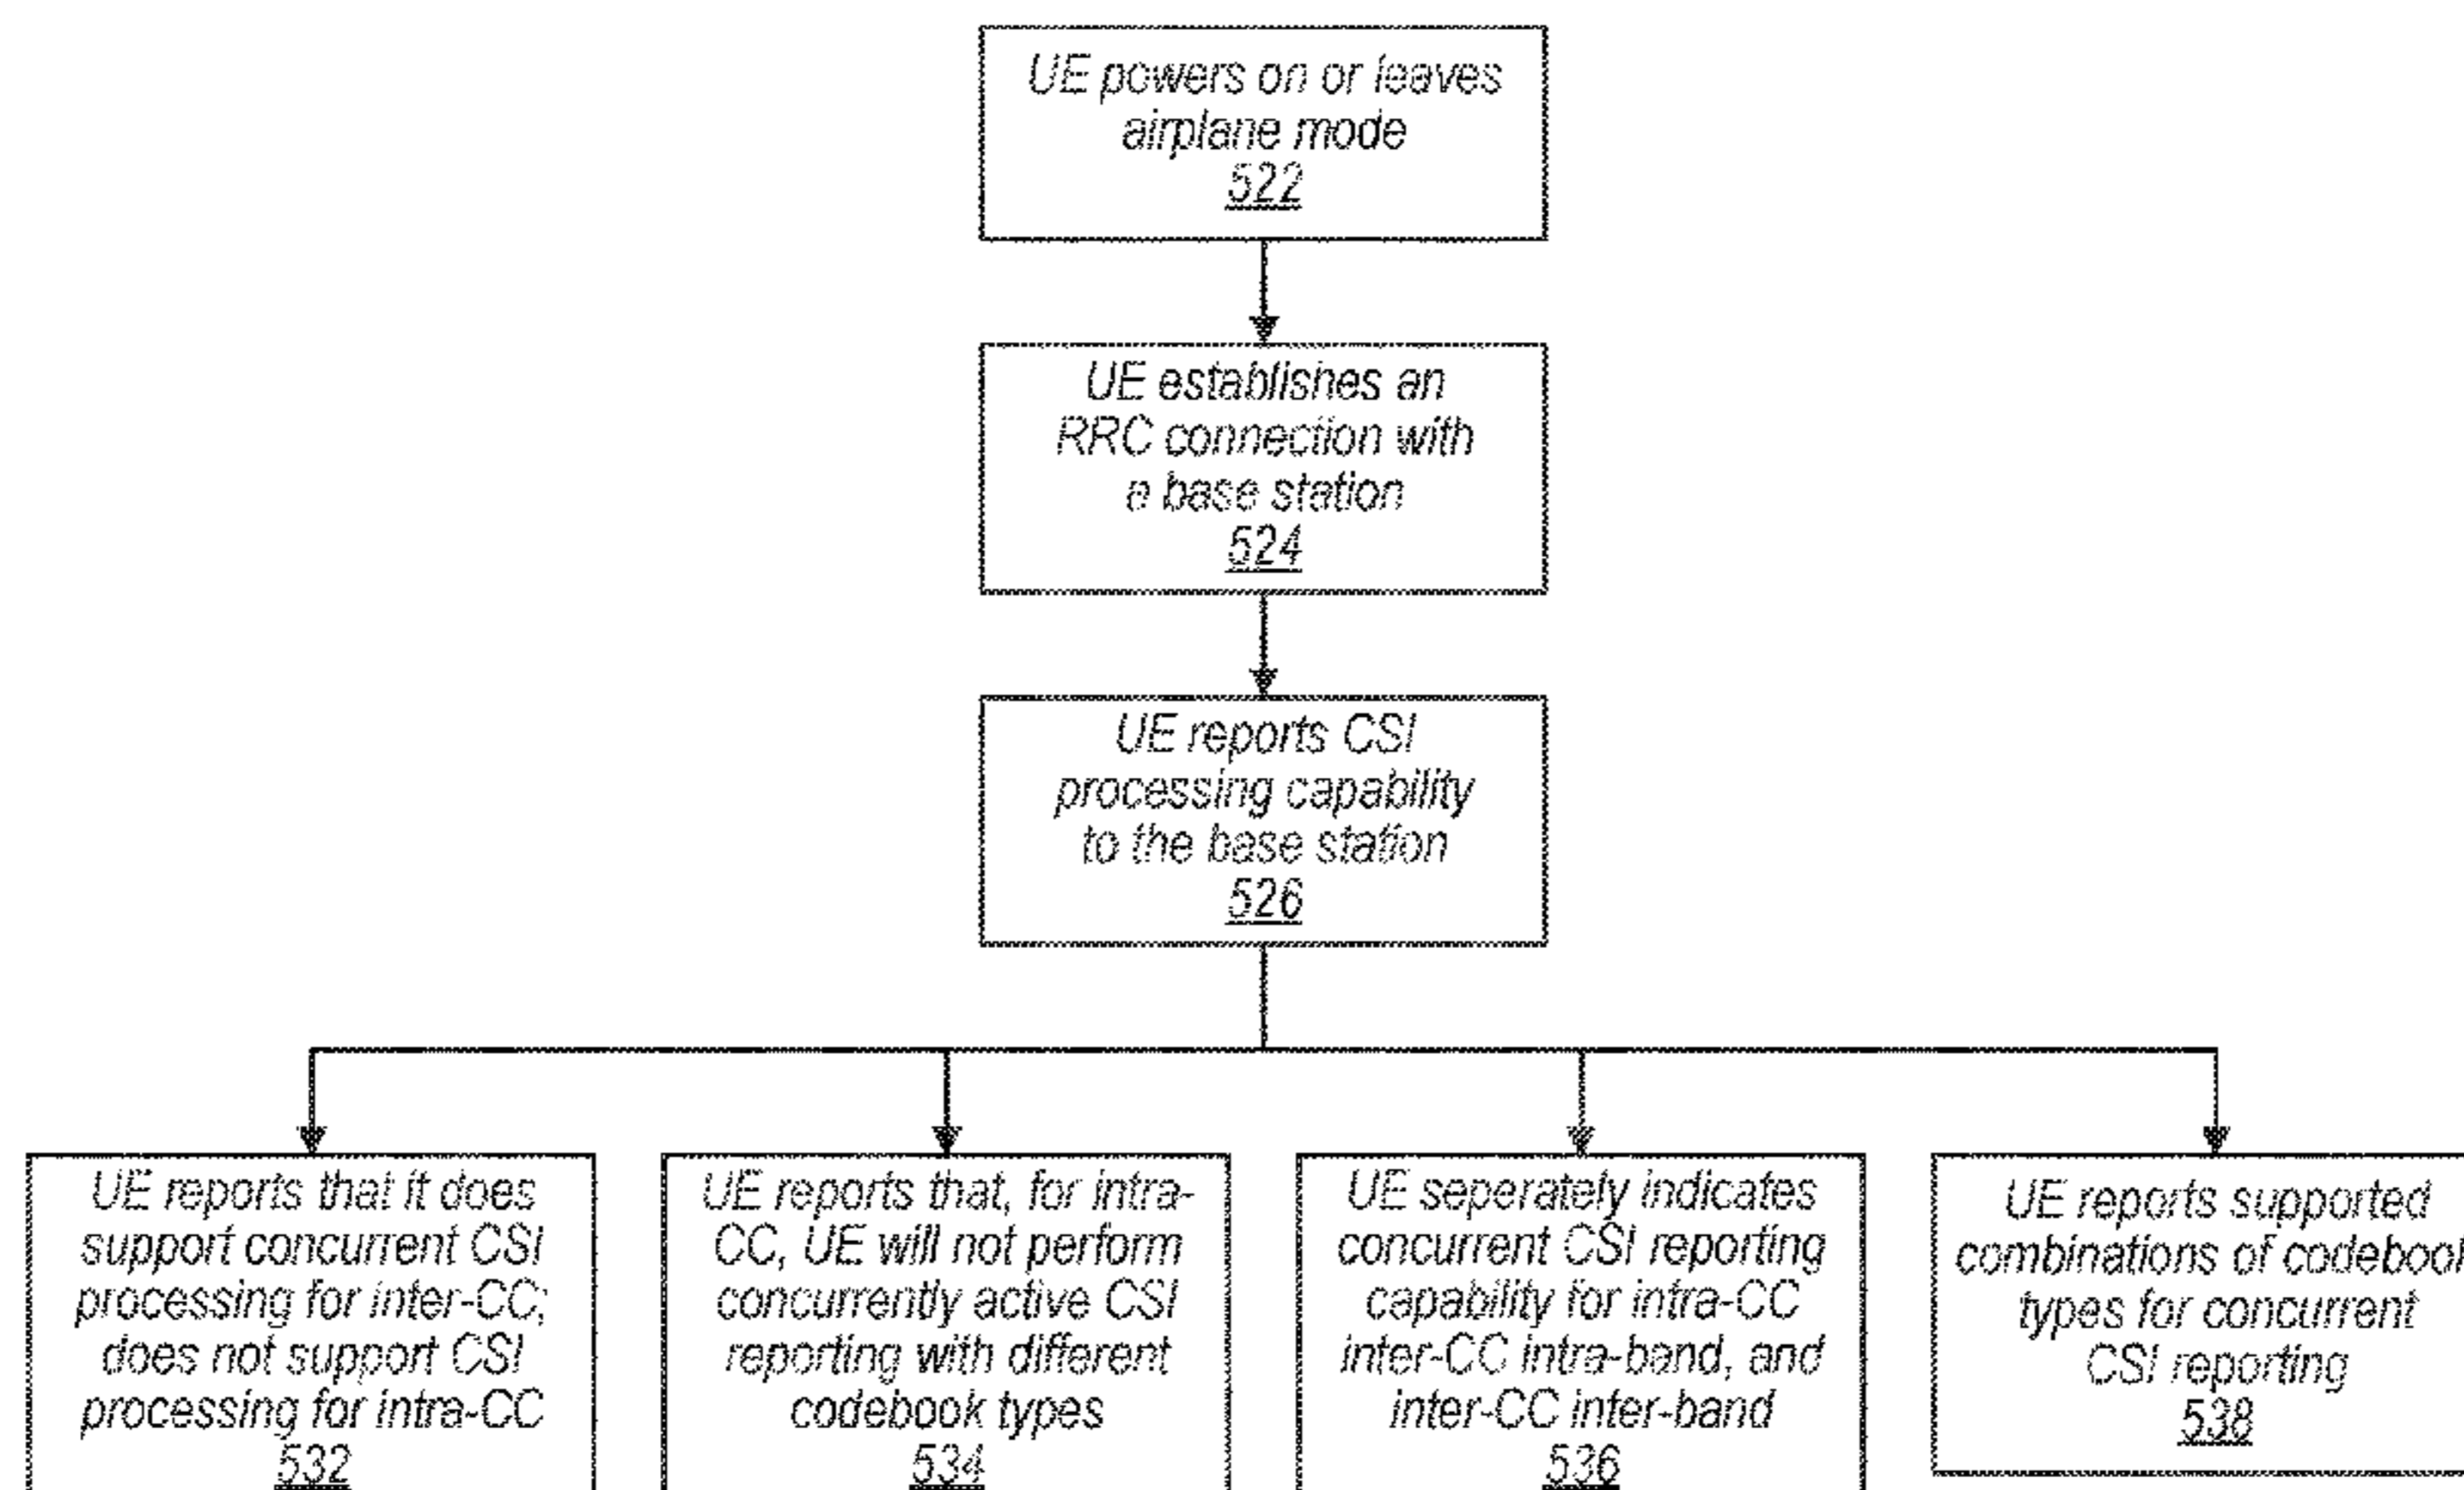 UE powers on or leaves
airplane mode
522
UE establishes an
RRC connection with
a base station
524
UE reports CSI
processing capability
to the base station
526
UE reports that it does
support concurrent CSI
processing for inter-CC;
does not support CSI
processing for intra-CC
532
UE reports that, for intra-
CC, UE will not perform
concurrently active CSI
reporting with different
codebook types
534
UE seperately indicates
concurrent CSI reporting
capability for intra-CC
inter-CC intra-band, and
inter-CC inter-band
536
UE reports supported
combinations of codebook
types for concurrent
CSI reporting
538